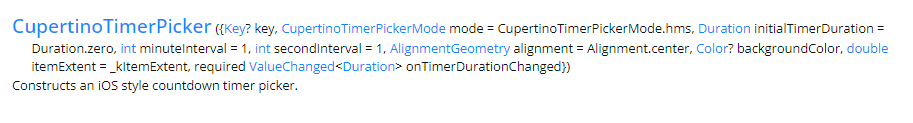 CupertinoTimerPicker ({Key? key, CupertinoTimerPickerMode mode = CupertinoTimerPickerMode.hms, Duration initialTimerDuration =
Duration.zero, int minuteInterval = 1, int secondInterval = 1, AlignmentGeometry alignment = Alignment.center, Color? backgroundColor, double
itemExtent = _kItemExtent, required ValueChanged<Duration> onTimerDurationChanged})
Constructs an iOS style countdown timer picker.